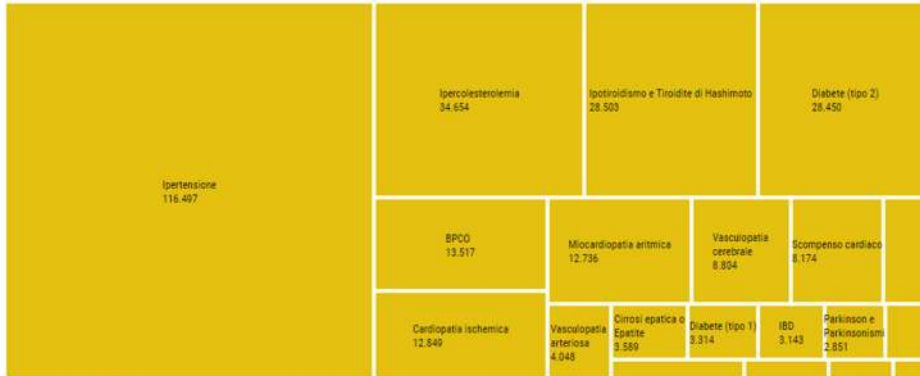 Ipertensione
116.497
Ipercolesterolemia
34.654
Ipotiroidismo e Tiroidite di Hashimoto
28.503
Diabete (tipo 2)
28.450
BPCO
13.517
Cardiopatia ischemica
12.849
Miocardiopatia aritmica
12.736
Vasculopatia
cerebrale
8.804
Scompenso cardiaco
8.174
Vasculopatia
arteriosa
4.048
Cirrosi epatica o
Epatite
3.589
Diabete (tipo 1)
3.314
IBD
3.143
Parkinson e
Parkinsonismi
2.851